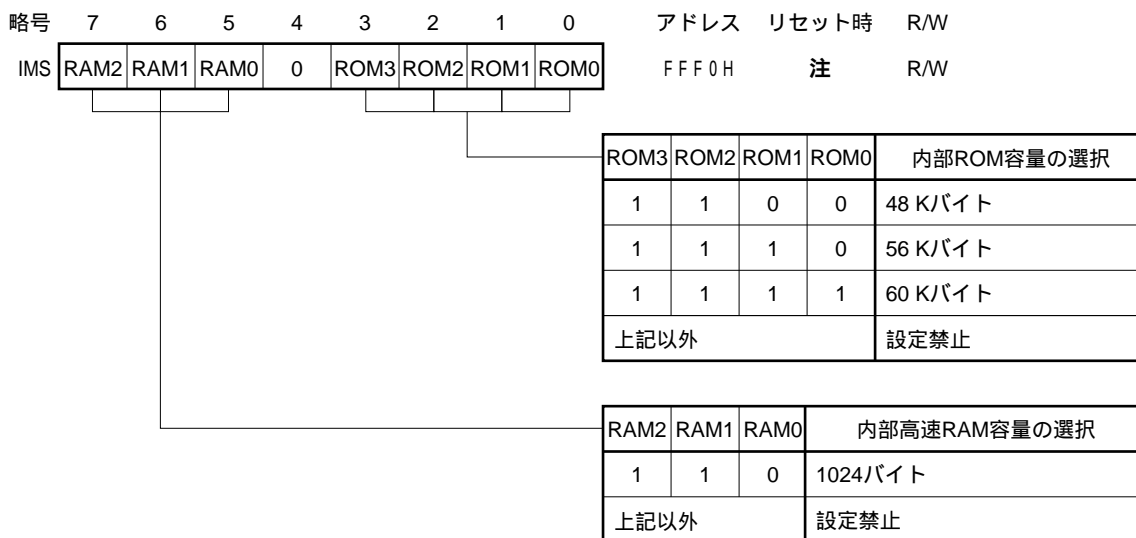 略号 7 6 5 4 3 2 1 0 アドレス リセット時 R/W
IMS RAM2 RAM1 RAM0 0 ROM3 ROM2 ROM1 ROM0 FFF0H 注 R/W
ROM3 ROM2 ROM1 ROM0 内部ROM容量の選択
1 1 0 0 48 Kバイト
1 1 1 0 56 Kバイト
1 1 1 1 60 Kバイト
上記以外 設定禁止
RAM2 RAM1 RAM0 内部高速RAM容量の選択
1 1 0 1024バイト
上記以外 設定禁止